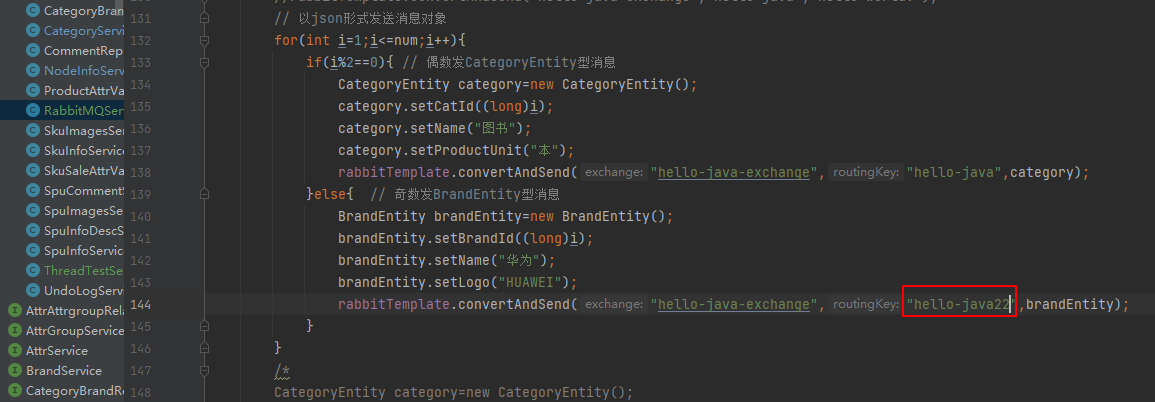 CategoryBran
CategoryServic
CommentRep
NodeInfoServ
ProductAttrVa
RabbitMQSer
SkuImagesSer
SkuInfoService
SkuSaleAttrVa
SpuCommentS
SpuImagesSe
SpuInfoDescS
SpuInfoService
ThreadTestSe
UndoLogServ
AttrAttrgroupRela
AttrGroupService
AttrService
BrandService
CategoryBrandRe
131 // 以json形式发送消息对象
132 for(int i=1;i<=num;i++){
133 if(i%2==0){ // 偶数发CategoryEntity型消息
134 CategoryEntity category=new CategoryEntity();
135 category.setCatId((long)i);
136 category.setName("图书");
137 category.setProductUnit("本");
138 rabbitTemplate.convertAndSend( exchange: "hello-java-exchange", routingKey: "hello-java",category);
139 }else{ // 奇数发BrandEntity型消息
140 BrandEntity brandEntity=new BrandEntity();
141 brandEntity.setBrandId((long)i);
142 brandEntity.setName("华为");
143 brandEntity.setLogo("HUAWEI");
144 rabbitTemplate.convertAndSend( exchange: "hello-java-exchange", routingKey: "hello-java22",brandEntity);
145 }
146 }
147 /*
148 CategoryEntity category=new CategoryEntity();